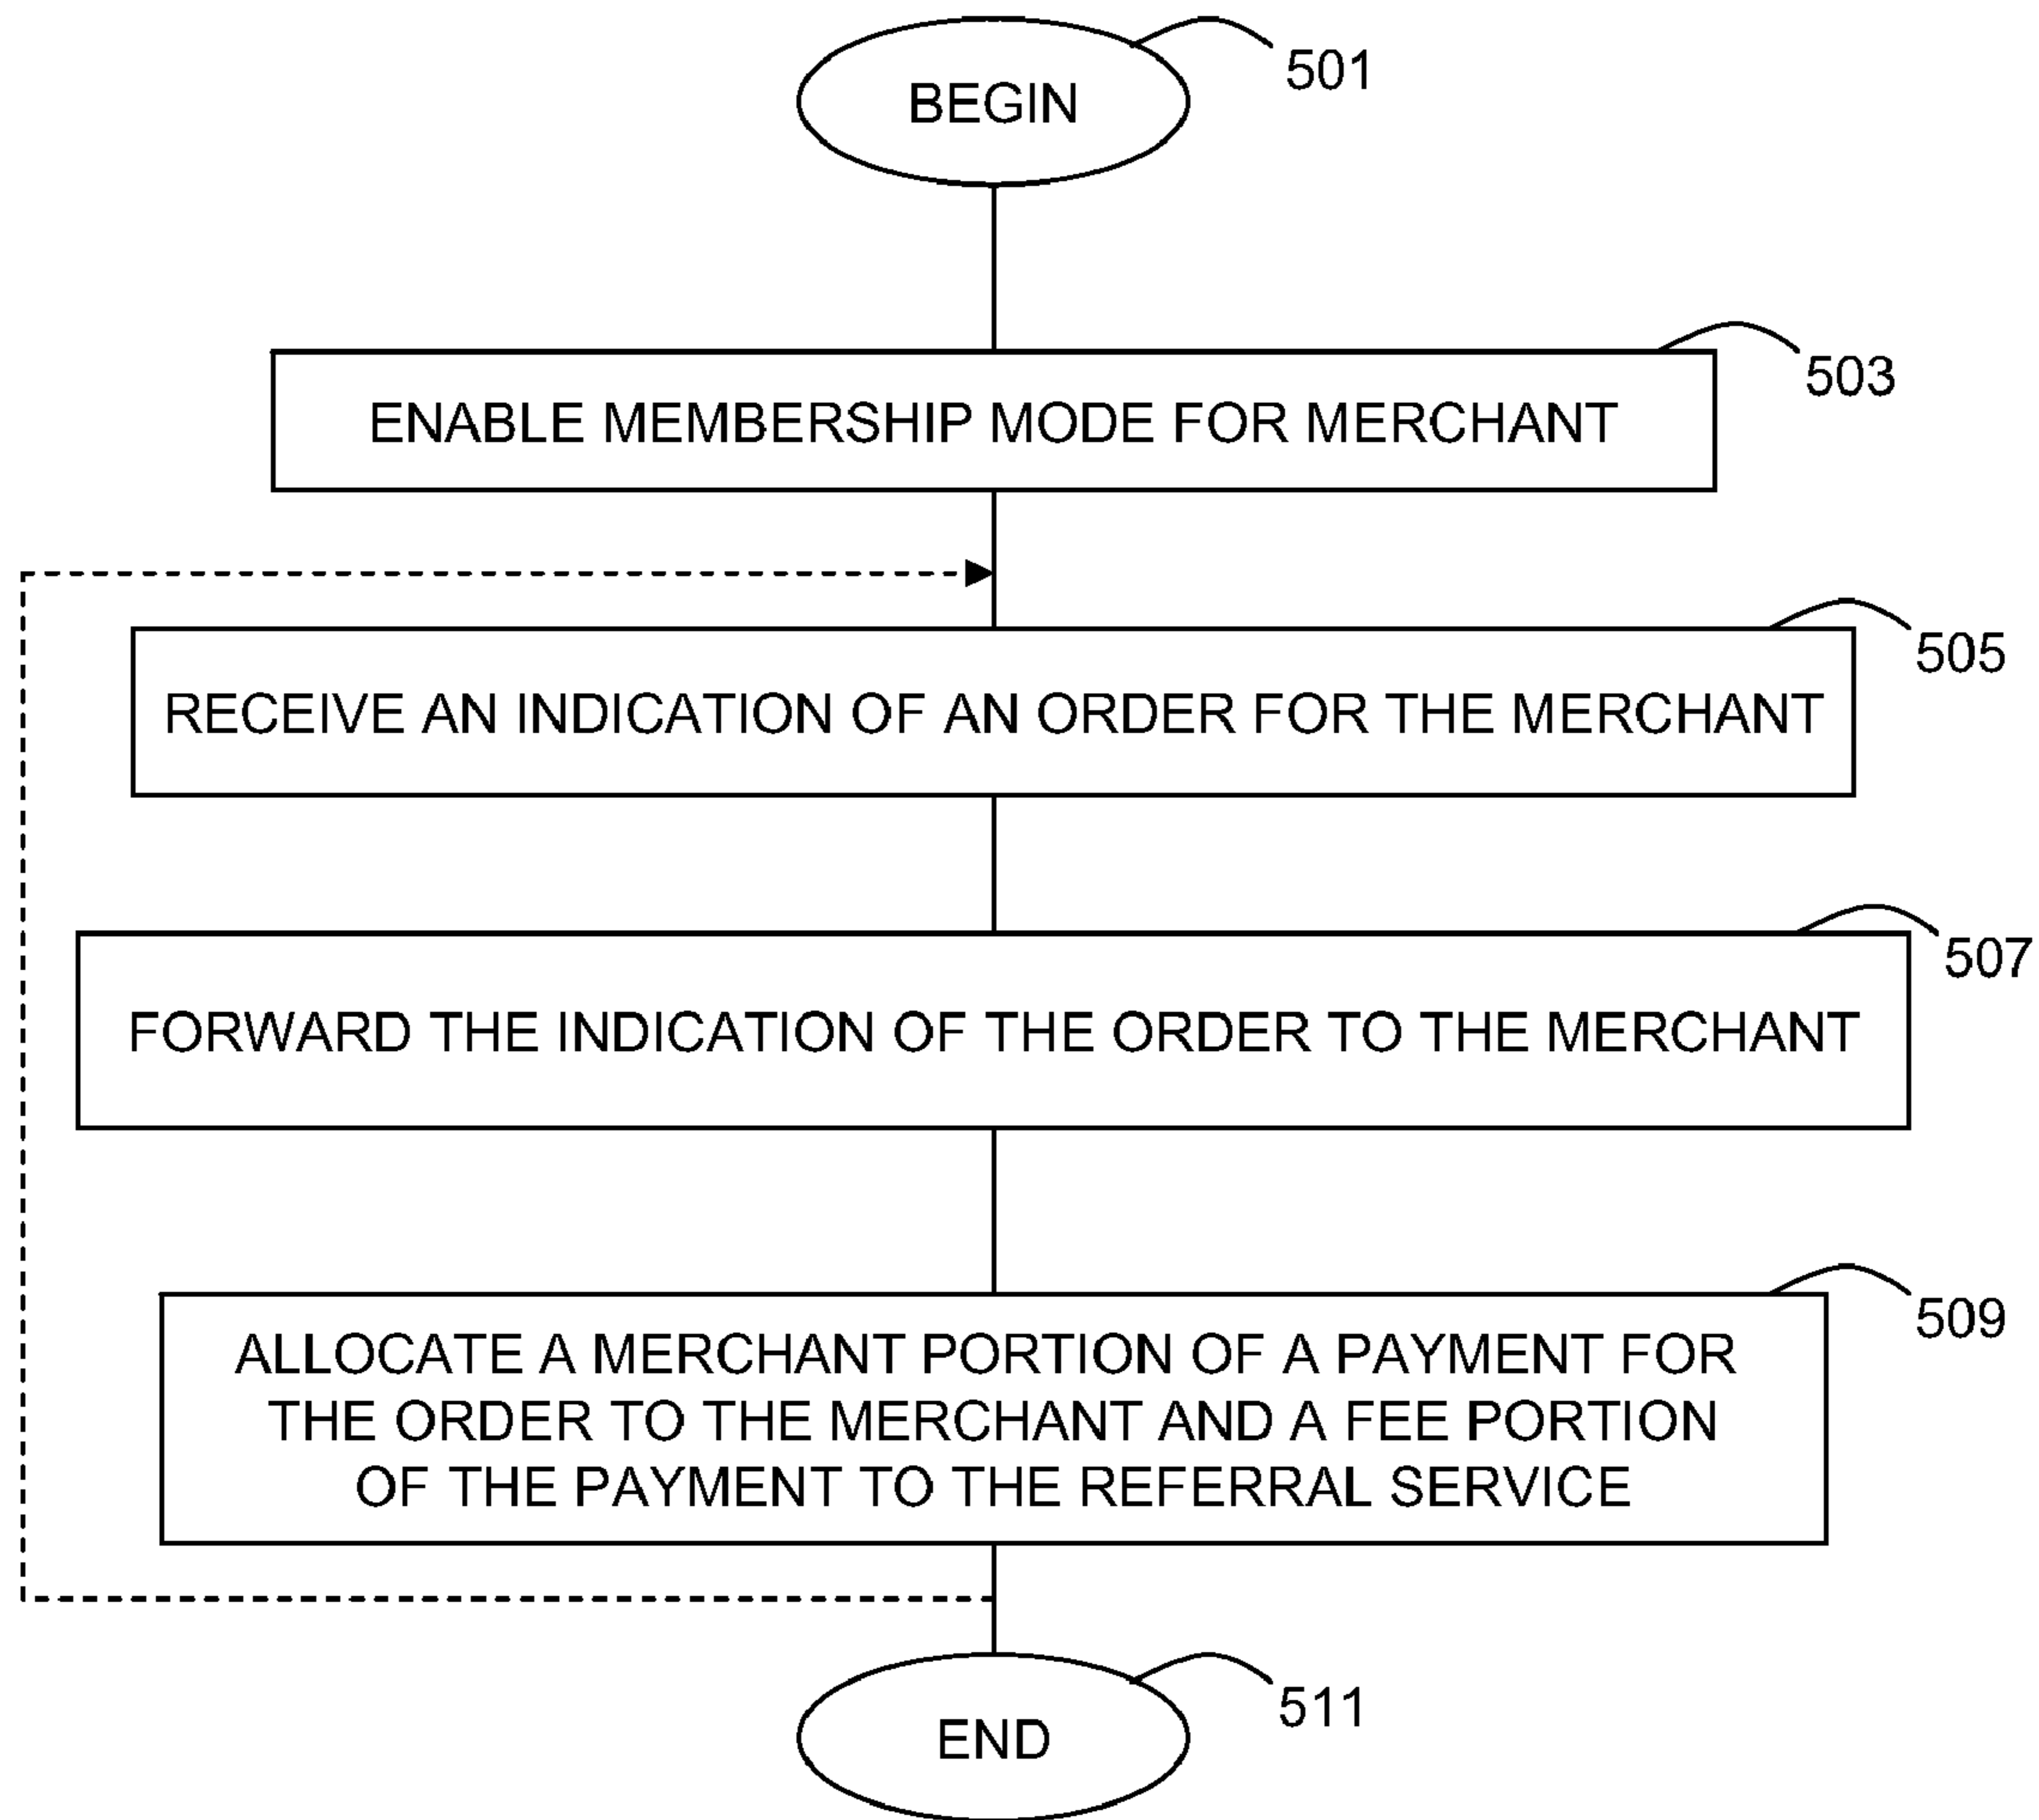 BEGIN
501
ENABLE MEMBERSHIP MODE FOR MERCHANT
503
RECEIVE AN INDICATION OF AN ORDER FOR THE MERCHANT
505
FORWARD THE INDICATION OF THE ORDER TO THE MERCHANT
507
ALLOCATE A MERCHANT PORTION OF A PAYMENT FOR
THE ORDER TO THE MERCHANT AND A FEE PORTION
OF THE PAYMENT TO THE REFERRAL SERVICE
509
END
511